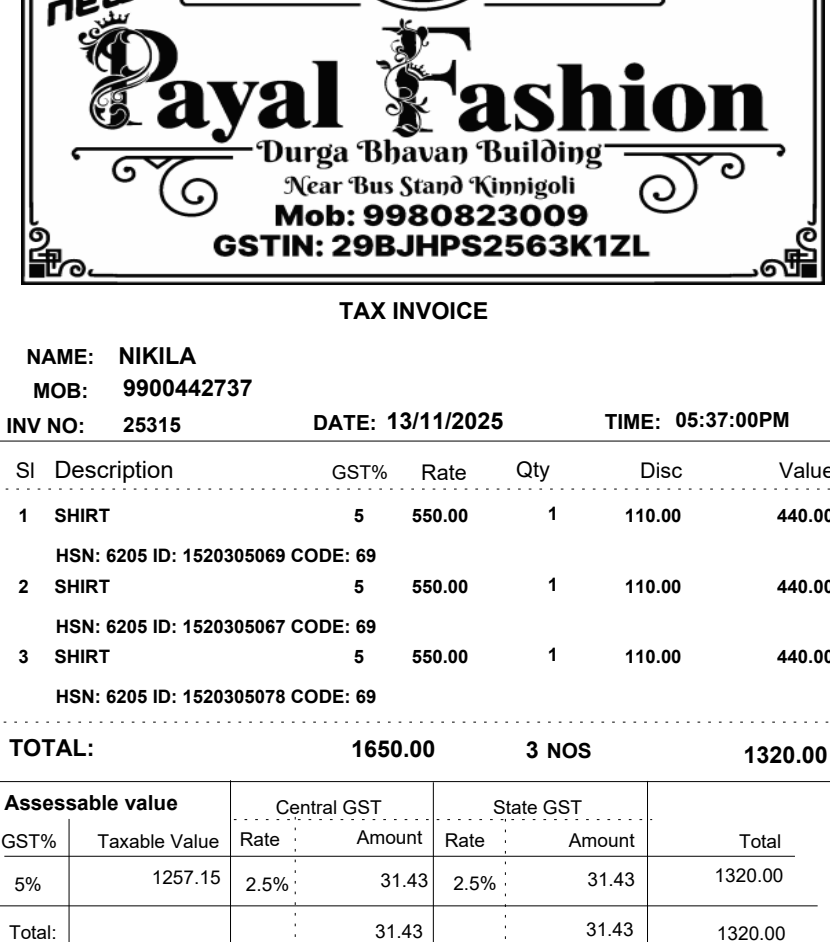 new
Payal Fashion
Durga Bhavan Building
Near Bus Stand Kinnigoli
Mob: 9980823009
GSTIN: 29BJHPS2563K1ZL
TAX INVOICE
NAME: NIKILA
MOB: 9900442737
INV NO: 25315 DATE: 13/11/2025 TIME: 05:37:00PM
Sl Description GST% Rate Qty Disc Value
1 SHIRT 5 550.00 1 110.00 440.00
HSN: 6205 ID: 1520305069 CODE: 69
2 SHIRT 5 550.00 1 110.00 440.00
HSN: 6205 ID: 1520305067 CODE: 69
3 SHIRT 5 550.00 1 110.00 440.00
HSN: 6205 ID: 1520305078 CODE: 69
TOTAL: 1650.00 3 NOS 1320.00
Assessable value Central GST State GST
GST% Taxable Value Rate Amount Rate Amount Total
5% 1257.15 2.5% 31.43 2.5% 31.43 1320.00
Total: 31.43 31.43 1320.00